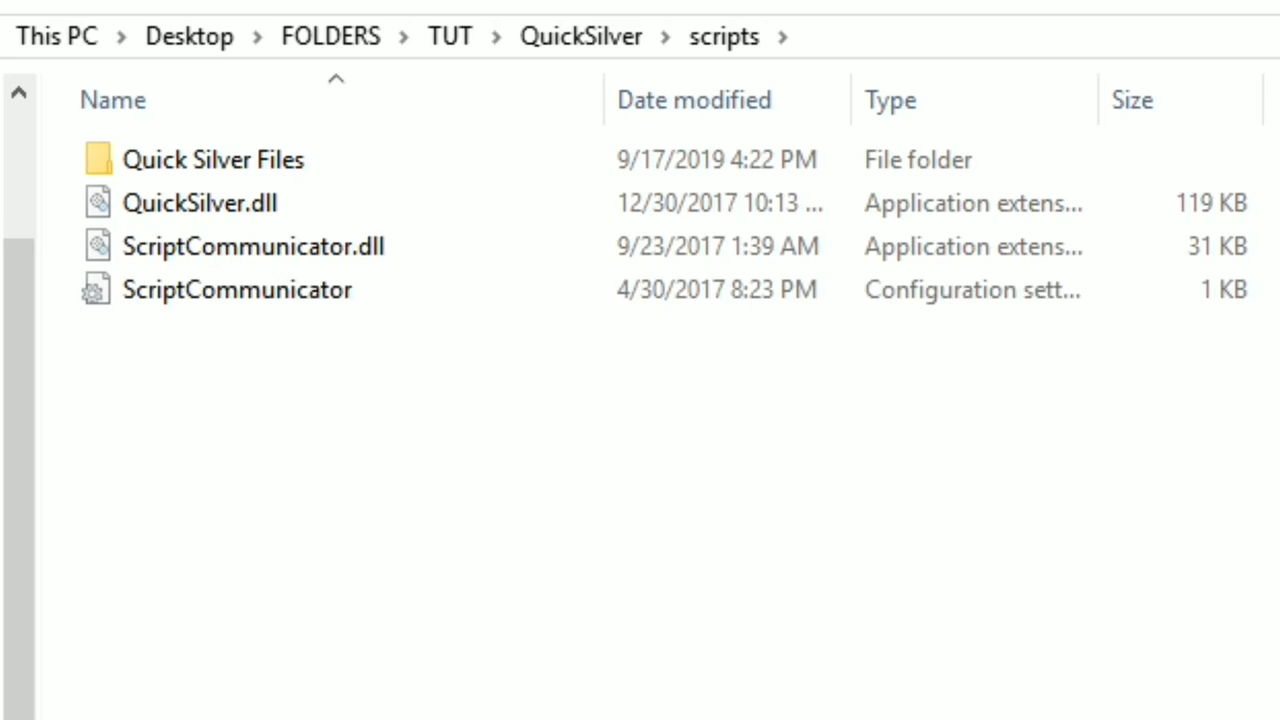 This PC > Desktop > FOLDERS > TUT > QuickSilver > scripts >
Name Date modified Type Size
Quick Silver Files 9/17/2019 4:22 PM File folder
QuickSilver.dll 12/30/2017 10:13 ... Application extens... 119 KB
ScriptCommunicator.dll 9/23/2017 1:39 AM Application extens... 31 KB
ScriptCommunicator 4/30/2017 8:23 PM Configuration sett... 1 KB